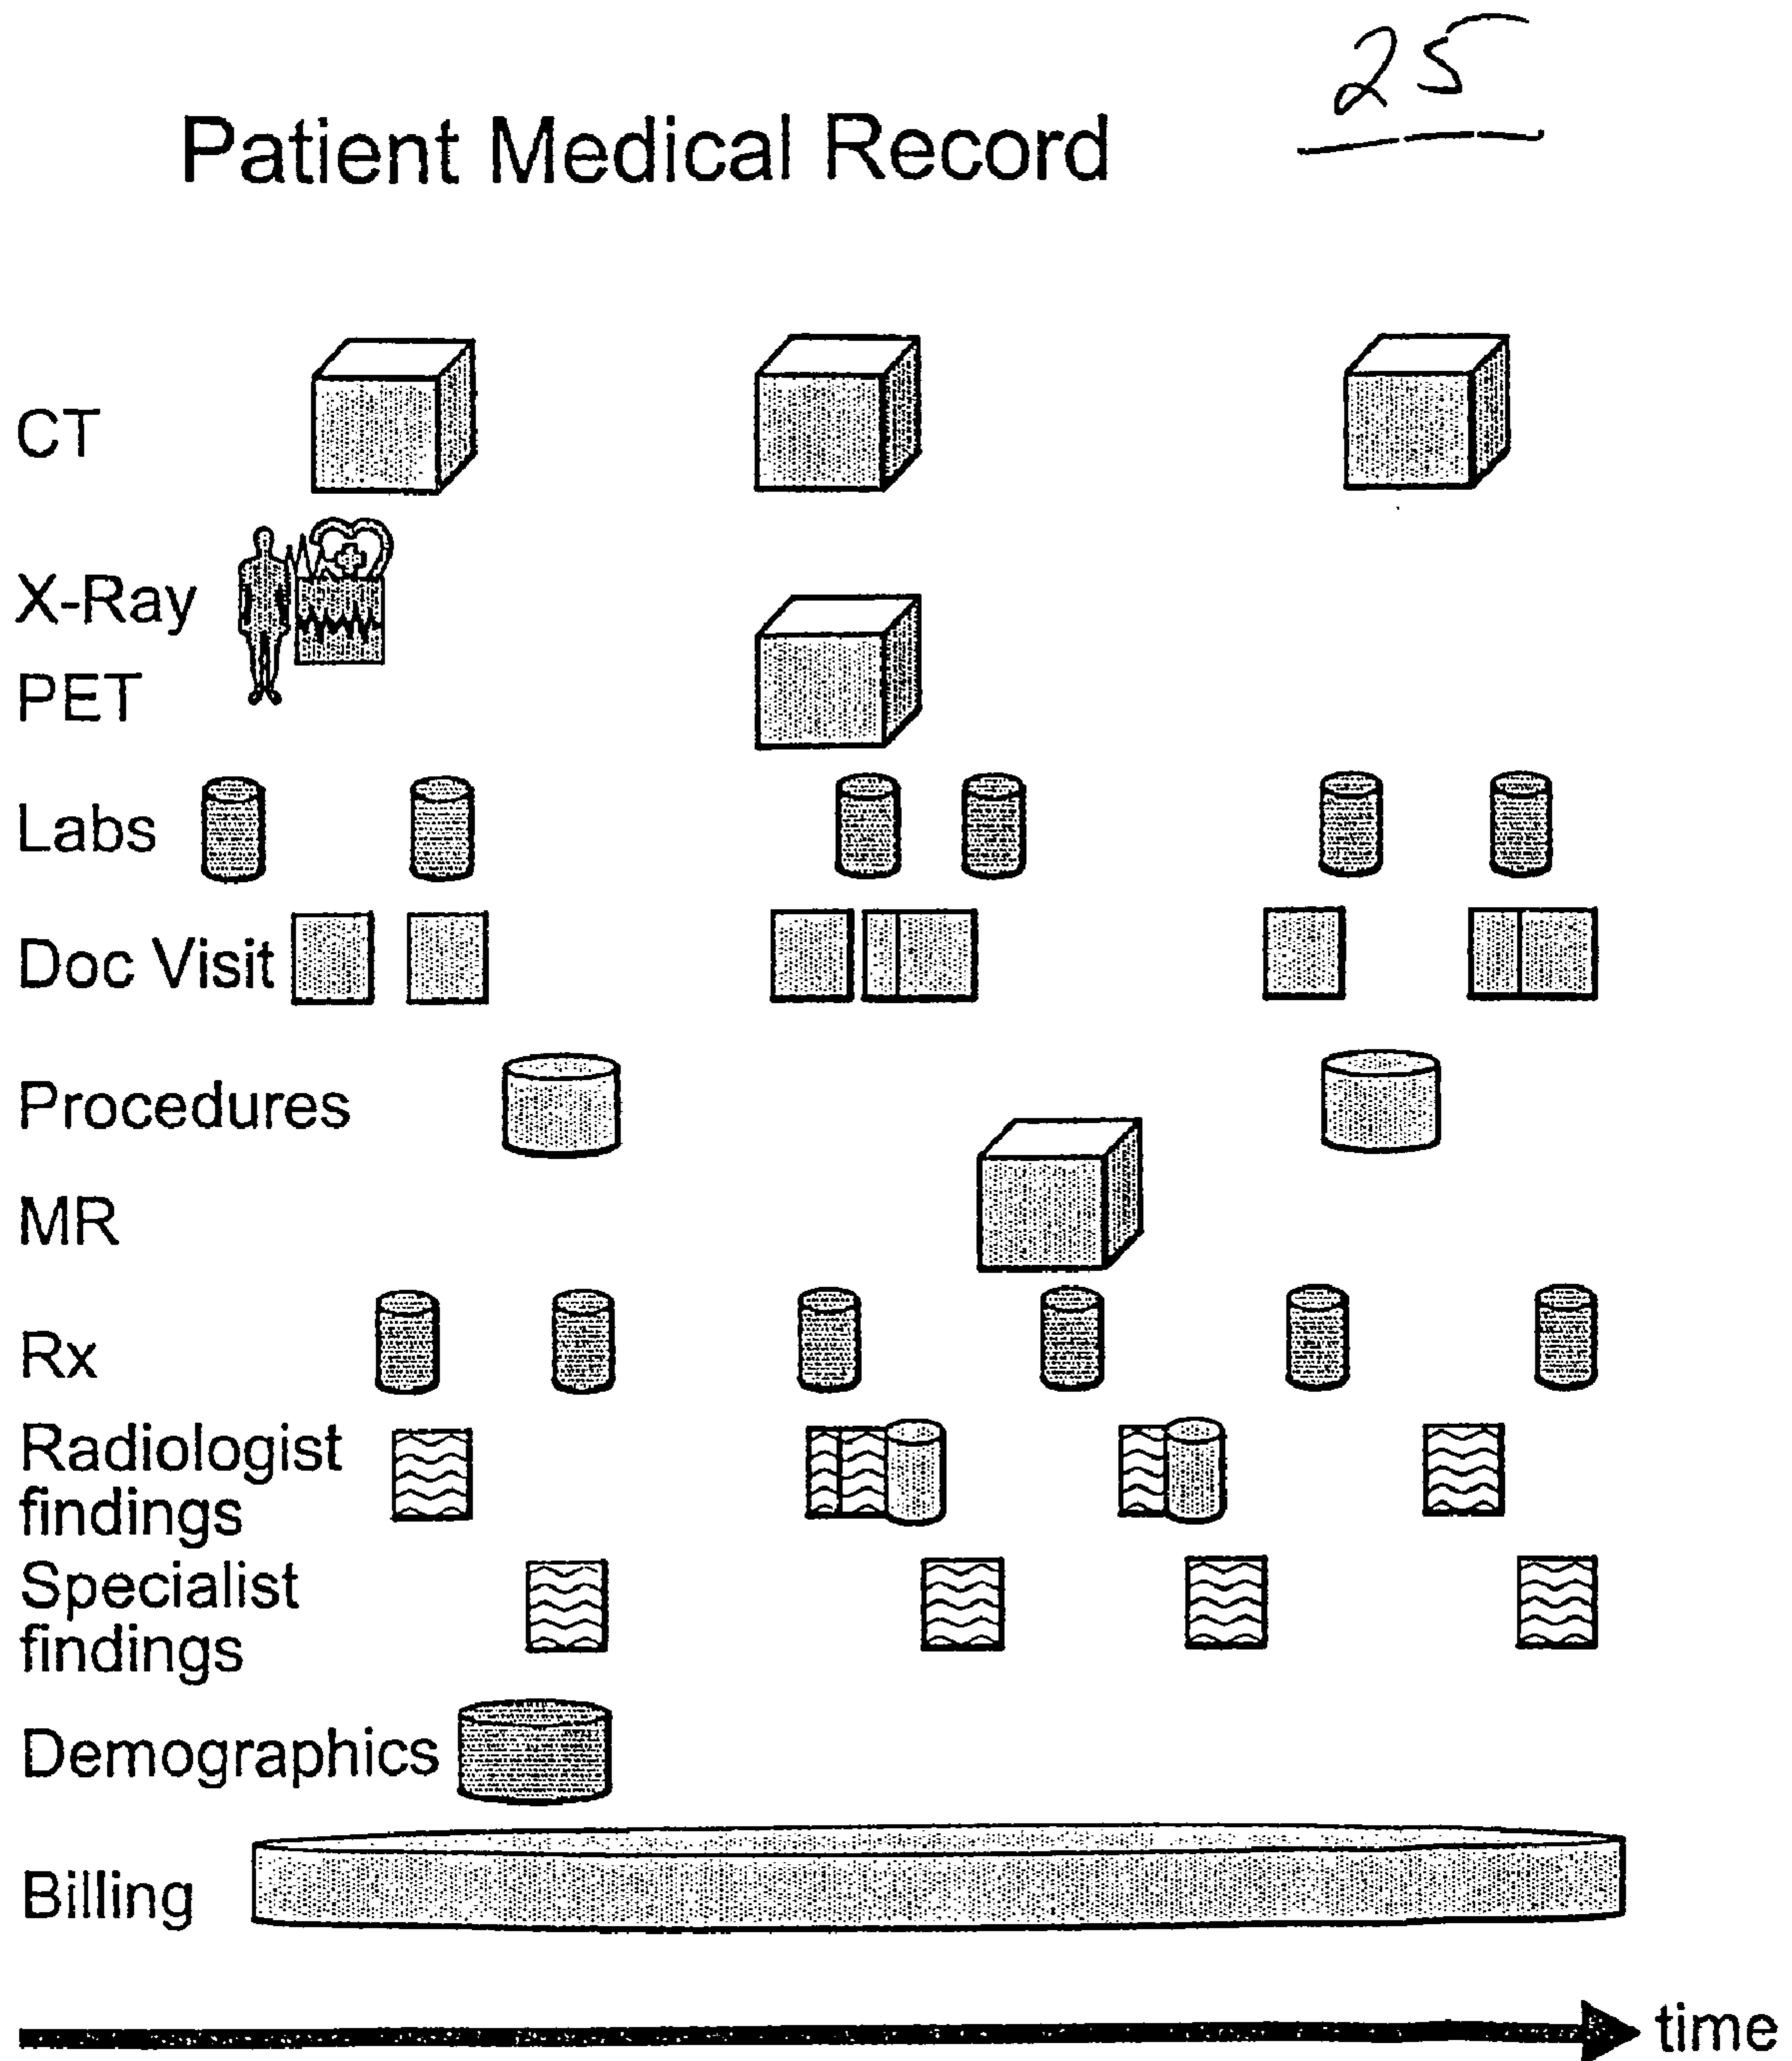 25
Patient Medical Record
CT
X-Ray
PET
Labs
Doc Visit
Procedures
MR
Rx
Radiologist
findings
Specialist
findings
Demographics
Billing
time